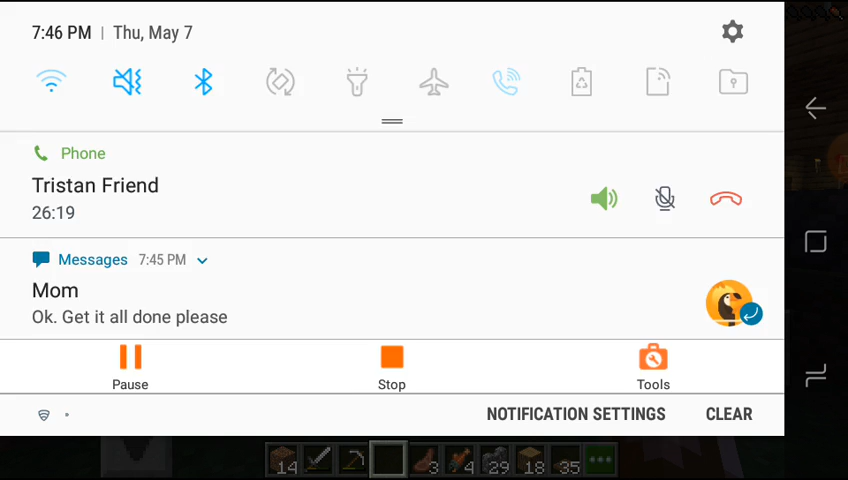 7:46 PM | Thu, May 7
Phone
Tristan Friend
26:19
Messages 7:45 PM
Mom
Ok. Get it all done please
Pause Stop Tools
NOTIFICATION SETTINGS CLEAR
14 3 4 29 18 35